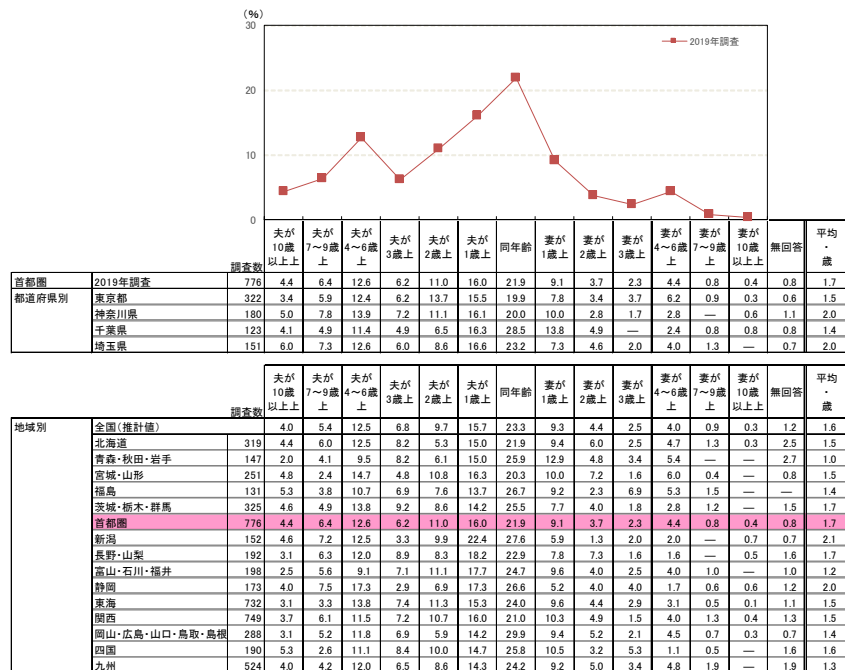 (%)
30
20
10
0
2019年調査
調査数 夫が10歳以上上 夫が7～9歳上 夫が4～6歳上 夫が3歳上 夫が2歳上 夫が1歳上 同年齢 妻が1歳上 妻が2歳上 妻が3歳上 妻が4～6歳上 妻が7～9歳上 妻が10歳以上上 無回答 平均・歳
首都圏 2019年調査 776 4.4 6.4 12.6 6.2 11.0 16.0 21.9 9.1 3.7 2.3 4.4 0.8 0.4 0.8 1.7
都道府県別 東京都 322 3.4 5.9 12.4 6.2 13.7 15.5 19.9 7.8 3.4 3.7 6.2 0.9 0.3 0.6 1.5
神奈川県 180 5.0 7.8 13.9 7.2 11.1 16.1 20.0 10.0 2.8 1.7 2.8 — 0.6 1.1 2.0
千葉県 123 4.1 4.9 11.4 4.9 6.5 16.3 28.5 13.8 4.9 — 2.4 0.8 0.8 0.8 1.4
埼玉県 151 6.0 7.3 12.6 6.0 8.6 16.6 23.2 7.3 4.6 2.0 4.0 1.3 — 0.7 2.0
調査数 夫が10歳以上上 夫が7～9歳上 夫が4～6歳上 夫が3歳上 夫が2歳上 夫が1歳上 同年齢 妻が1歳上 妻が2歳上 妻が3歳上 妻が4～6歳上 妻が7～9歳上 妻が10歳以上上 無回答 平均・歳
地域別 全国(推計値) 4.0 5.4 12.5 6.8 9.7 15.7 23.3 9.3 4.4 2.5 4.0 0.9 0.3 1.2 1.6
北海道 319 4.4 6.0 12.5 8.2 5.3 15.0 21.9 9.4 6.0 2.5 4.7 1.3 0.3 2.5 1.5
青森・秋田・岩手 147 2.0 4.1 9.5 8.2 6.1 15.0 25.9 12.9 4.8 3.4 5.4 — — 2.7 1.0
宮城・山形 251 4.8 2.4 14.7 4.8 10.8 16.3 20.3 10.0 7.2 1.6 6.0 0.4 — 0.8 1.5
福島 131 5.3 3.8 10.7 6.9 7.6 13.7 26.7 9.2 2.3 6.9 5.3 1.5 — — 1.4
茨城・栃木・群馬 325 4.6 4.9 13.8 9.2 8.6 14.2 25.5 7.7 4.0 1.8 2.8 1.2 — 1.5 1.7
首都圏 776 4.4 6.4 12.6 6.2 11.0 16.0 21.9 9.1 3.7 2.3 4.4 0.8 0.4 0.8 1.7
新潟 152 4.6 7.2 12.5 3.3 9.9 22.4 27.6 5.9 1.3 2.0 2.0 — 0.7 0.7 2.1
長野・山梨 192 3.1 6.3 12.0 8.9 8.3 18.2 22.9 7.8 7.3 1.6 1.6 — 0.5 1.6 1.7
富山・石川・福井 198 2.5 5.6 9.1 7.1 11.1 17.7 24.7 9.6 4.0 2.5 4.0 1.0 — 1.0 1.2
静岡 173 4.0 7.5 17.3 2.9 6.9 17.3 26.6 5.2 4.0 4.0 1.7 0.6 0.6 1.2 2.0
東海 732 3.1 3.3 13.8 7.4 11.3 15.3 24.0 9.6 4.4 2.9 3.1 0.5 0.1 1.1 1.5
関西 749 3.7 6.1 11.5 7.2 10.7 16.0 21.0 10.3 4.9 1.5 4.0 1.3 0.4 1.3 1.5
岡山・広島・山口・鳥取・島根 288 3.1 5.2 11.8 6.9 5.9 14.2 29.9 9.4 5.2 2.1 4.5 0.7 0.3 0.7 1.4
四国 190 5.3 2.6 11.1 8.4 10.0 14.7 25.8 10.5 3.2 5.3 1.1 0.5 — 1.6 1.6
九州 524 4.0 4.2 12.0 6.5 8.6 14.3 24.2 9.2 5.0 3.4 4.8 1.9 — 1.9 1.3